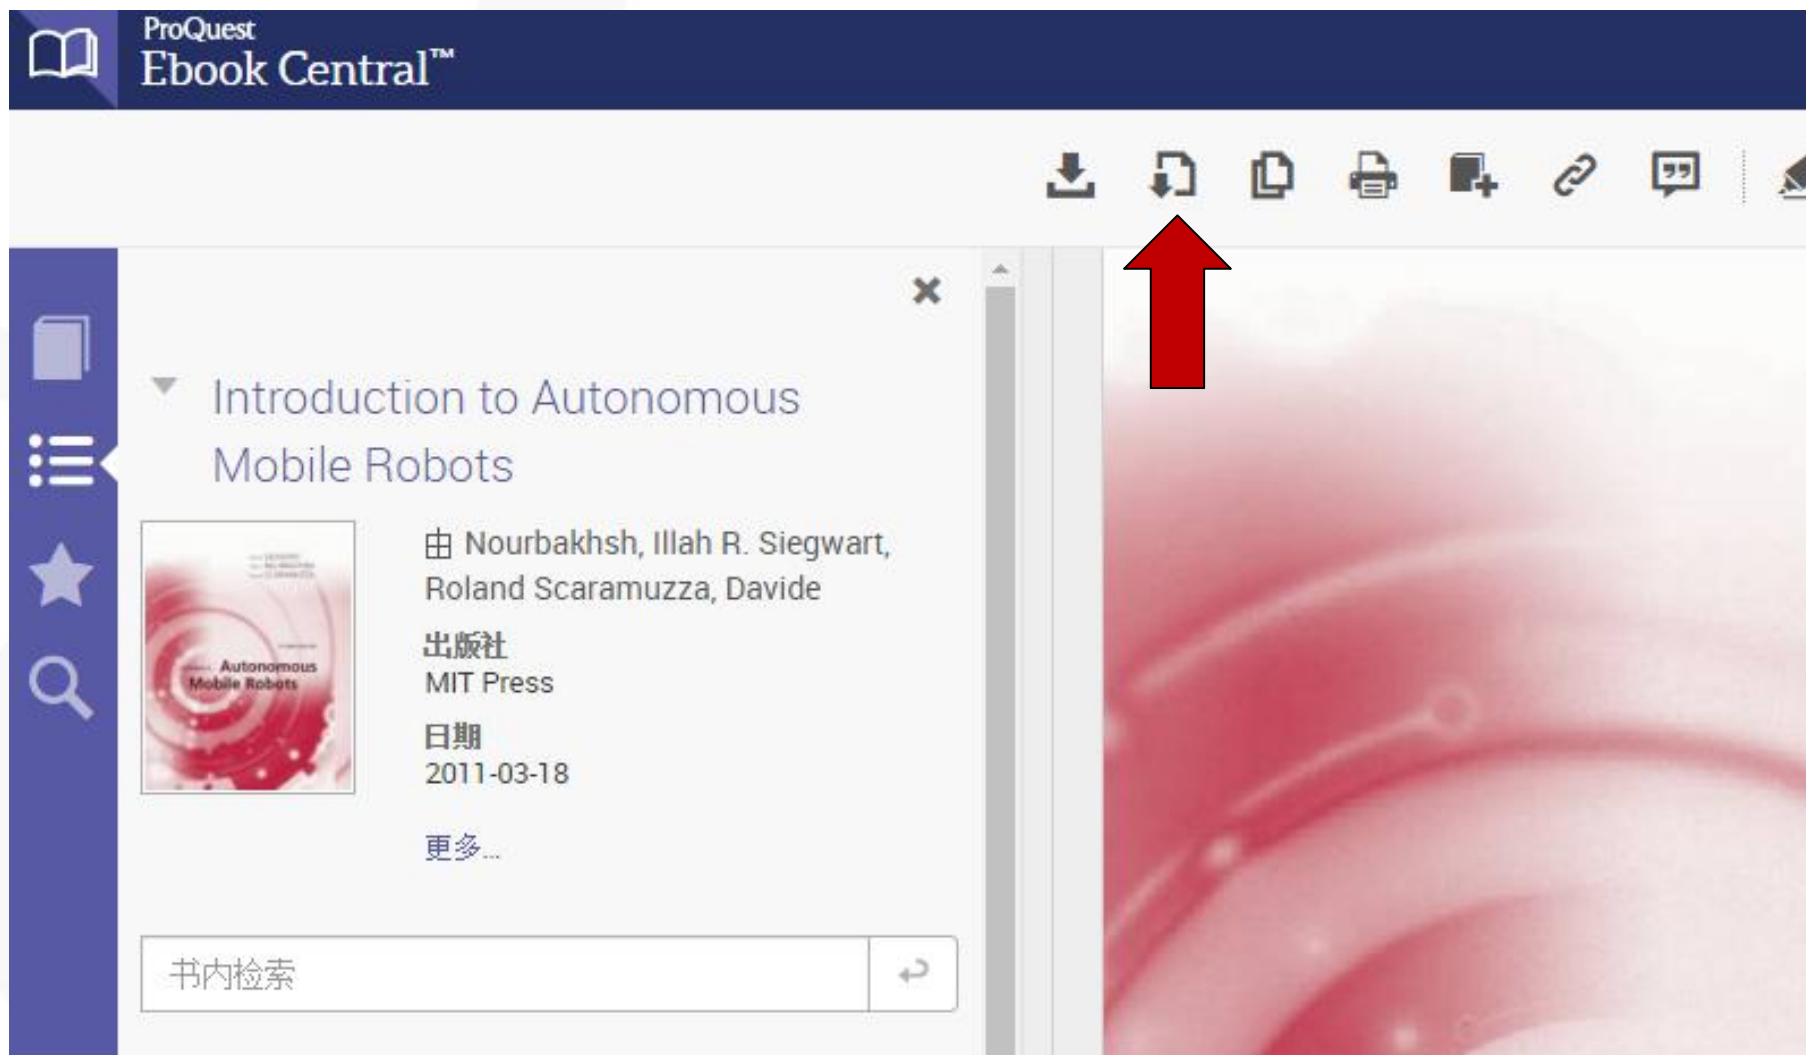 ProQuest
Ebook Central™
Introduction to Autonomous
Mobile Robots
由 Nourbakhsh, Illah R. Siegwart,
Roland Scaramuzza, Davide
出版社
MIT Press
日期
2011-03-18
更多...
Autonomous
Mobile Robots
书内检索